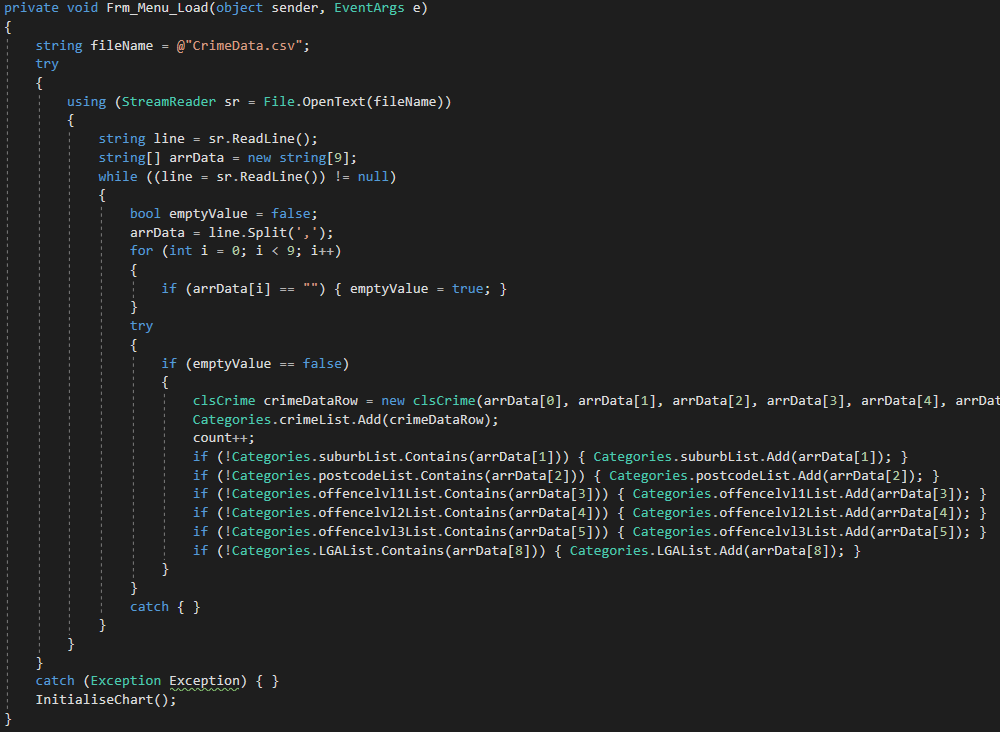 private void Frm_Menu_Load(object sender, EventArgs e)
{
string fileName = @"CrimeData.csv";
try
{
using (StreamReader sr = File.OpenText(fileName))
{
string line = sr.ReadLine();
string[] arrData = new string[9];
while ((line = sr.ReadLine()) != null)
{
bool emptyValue = false;
arrData = line.Split(',');
for (int i = 0; i < 9; i++)
{
if (arrData[i] == "") { emptyValue = true; }
}
try
{
if (emptyValue == false)
{
clsCrime crimeDataRow = new clsCrime(arrData[0], arrData[1], arrData[2], arrData[3], arrData[4], arrDat
Categories.crimeList.Add(crimeDataRow);
count++;
if (!Categories.suburbList.Contains(arrData[1])) { Categories.suburbList.Add(arrData[1]); }
if (!Categories.postcodeList.Contains(arrData[2])) { Categories.postcodeList.Add(arrData[2]); }
if (!Categories.offencelvl1List.Contains(arrData[3])) { Categories.offencelvl1List.Add(arrData[3]); }
if (!Categories.offencelvl2List.Contains(arrData[4])) { Categories.offencelvl2List.Add(arrData[4]); }
if (!Categories.offencelvl3List.Contains(arrData[5])) { Categories.offencelvl3List.Add(arrData[5]); }
if (!Categories.LGAList.Contains(arrData[8])) { Categories.LGAList.Add(arrData[8]); }
}
}
catch { }
}
}
}
catch (Exception Exception) { }
InitialiseChart();
}